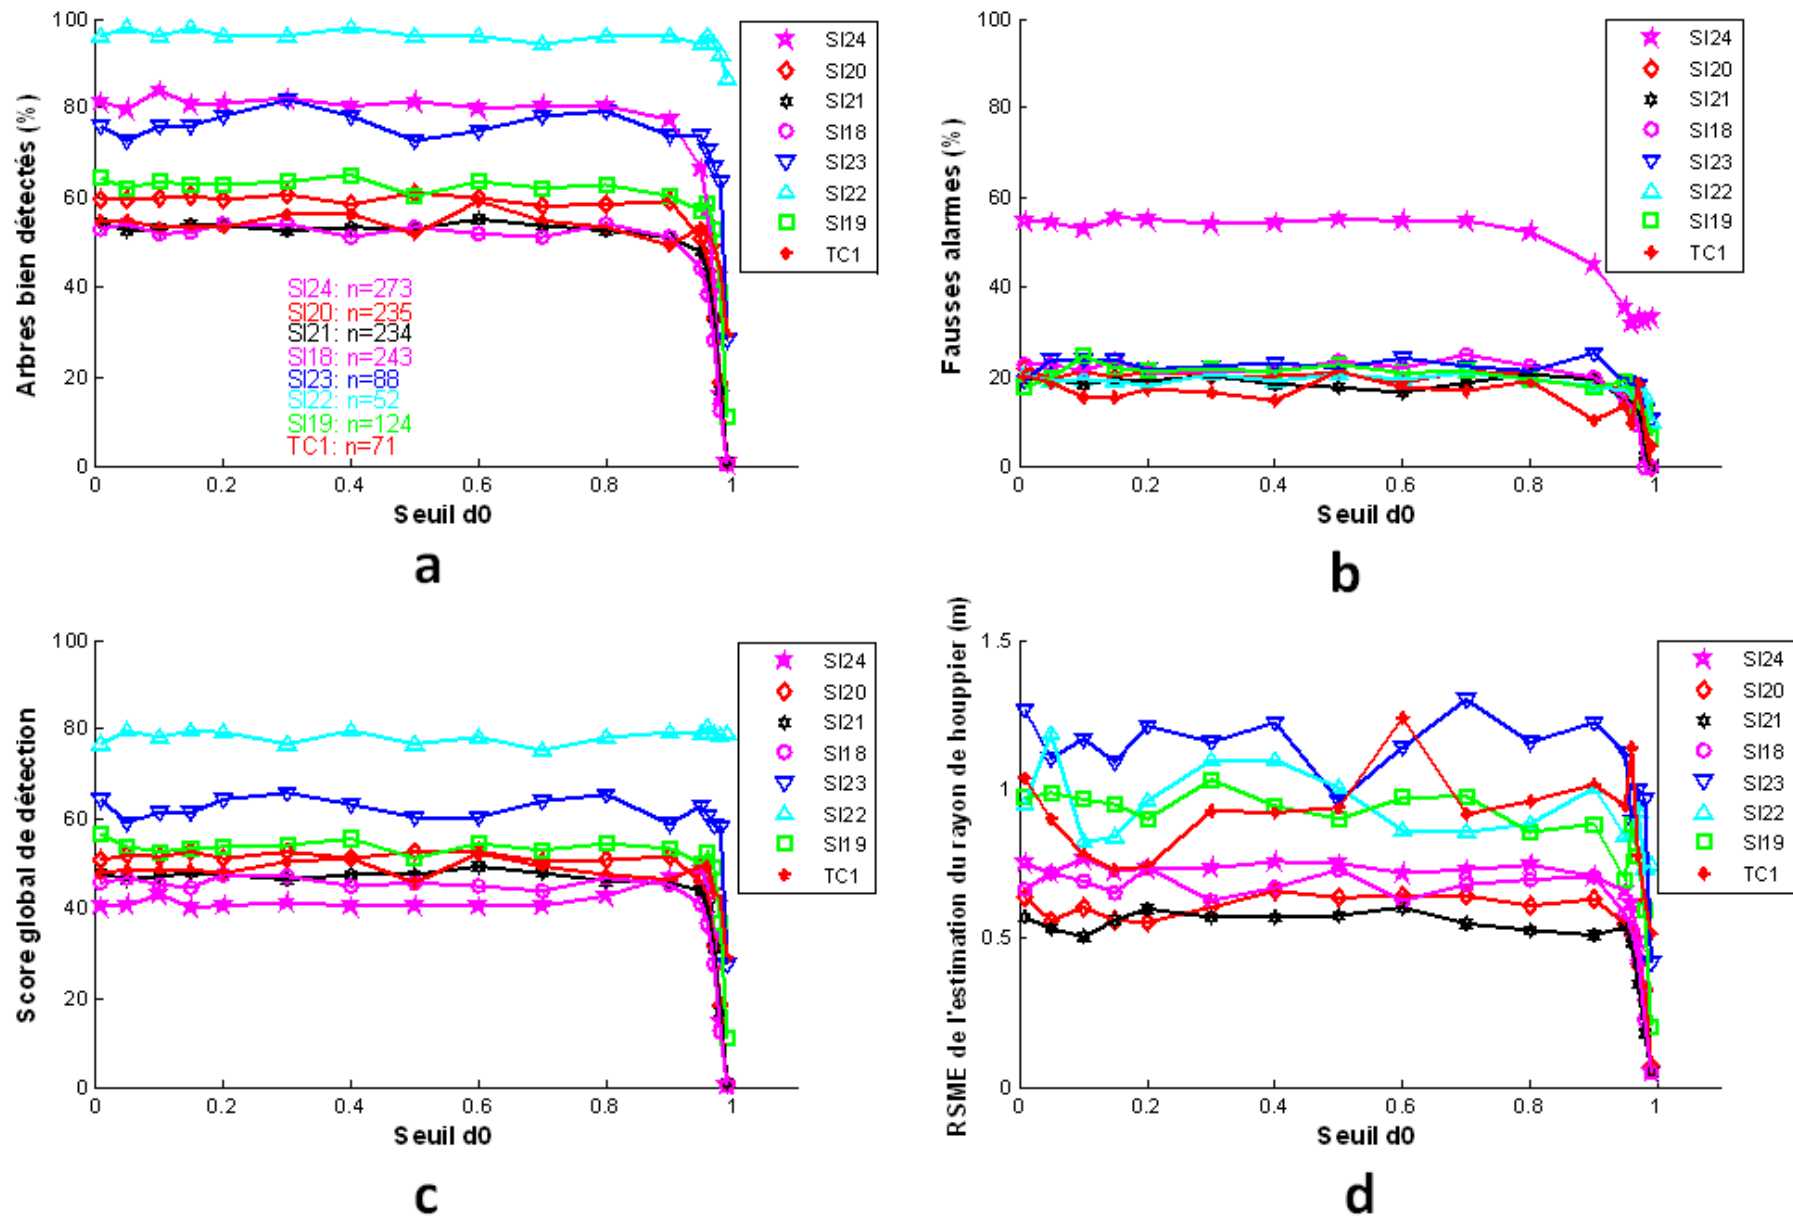 Arbres bien détectés (%)
100
80
60
40
20
0
0
0.2
0.4
0.6
0.8
1
Seuil d0
SI24
SI20
SI21
SI18
SI23
SI22
SI19
TC1
SI24: n=273
SI20: n=235
SI21: n=234
SI18: n=243
SI23: n=88
SI22: n=52
SI19: n=124
TC1: n=71
a
Fausses alarmes (%)
100
80
60
40
20
0
0
0.2
0.4
0.6
0.8
1
Seuil d0
SI24
SI20
SI21
SI18
SI23
SI22
SI19
TC1
b
Score global de détection
100
80
60
40
20
0
0
0.2
0.4
0.6
0.8
1
Seuil d0
SI24
SI20
SI21
SI18
SI23
SI22
SI19
TC1
c
RSME de l'estimation du rayon de houppier (m)
1.5
1
0.5
0
0
0.2
0.4
0.6
0.8
1
Seuil d0
SI24
SI20
SI21
SI18
SI23
SI22
SI19
TC1
d